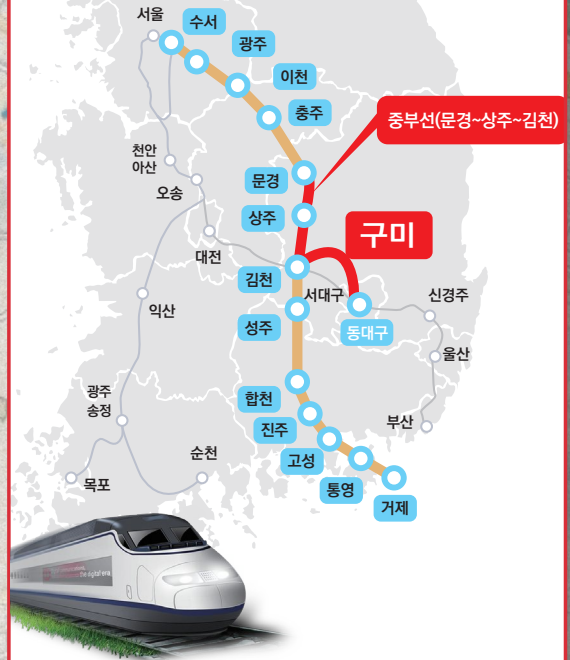 서울
수서
광주
이천
충주
중부선(문경~상주~김천)
천안
아산
오송
문경
상주
구미
대전
김천
서대구
신경주
익산
성주
동대구
울산
광주
송정
합천
진주
부산
고성
순천
목포
통영
거제
the digital era